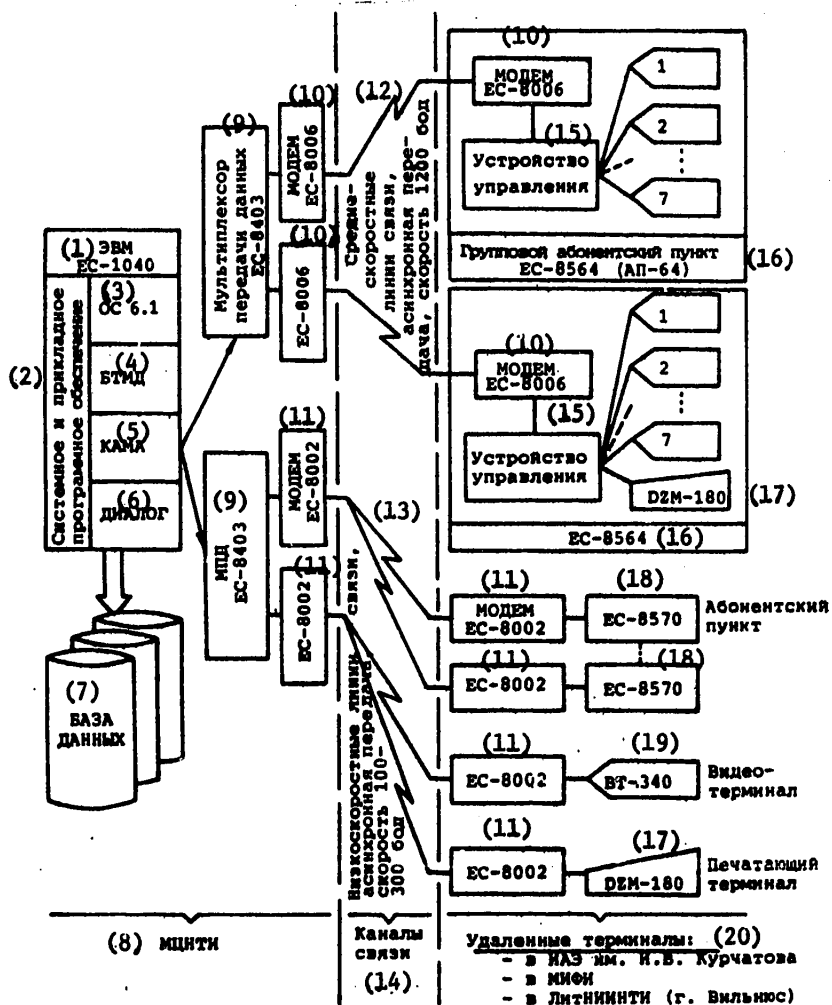 (1) ЭВМ
ЕС-1040
(2)
Системное и прикладное
программное обеспечение
(3)
ОС 6.1
(4)
БТМД
(5)
КАМА
(6)
ДИАЛОГ
(7)
БАЗА
ДАННЫХ
(8) МЦНТИ
(9)
Мультиплексор
передачи данных
ЕС-8403
(9)
МПД
ЕС-8403
(10)
МОДЕМ
ЕС-8006
(10)
ЕС-8006
(11)
МОДЕМ
ЕС-8002
(11)
ЕС-8002
(12)
Средне-
скоростные
линии связи,
асинхронная пере-
дача, скорость 1200 бод
(13)
Низкоскоростные линии связи,
асинхронная передача,
скорость 100-
300 бод
Каналы
связи
(14)
(10)
МОДЕМ
ЕС-8006
(15)
Устройство
управления
1
2
7
Групповой абонентский пункт
ЕС-8564 (АП-64)
(16)
(10)
МОДЕМ
ЕС-8006
(15)
Устройство
управления
1
2
7
DZM-180
(17)
ЕС-8564 (16)
(11)
МОДЕМ
ЕС-8002
(18)
ЕС-8570
Абонентский
пункт
(11)
ЕС-8002
(18)
ЕС-8570
(11)
ЕС-8002
(19)
ВТ-340
Видео-
терминал
(11)
ЕС-8002
(17)
DZM-180
Печатающий
терминал
Удаленные терминалы: (20)
- в ИАЭ им. И.В. Курчатова
- в МИФИ
- в ЛитНИИНТИ (г. Вильнюс)